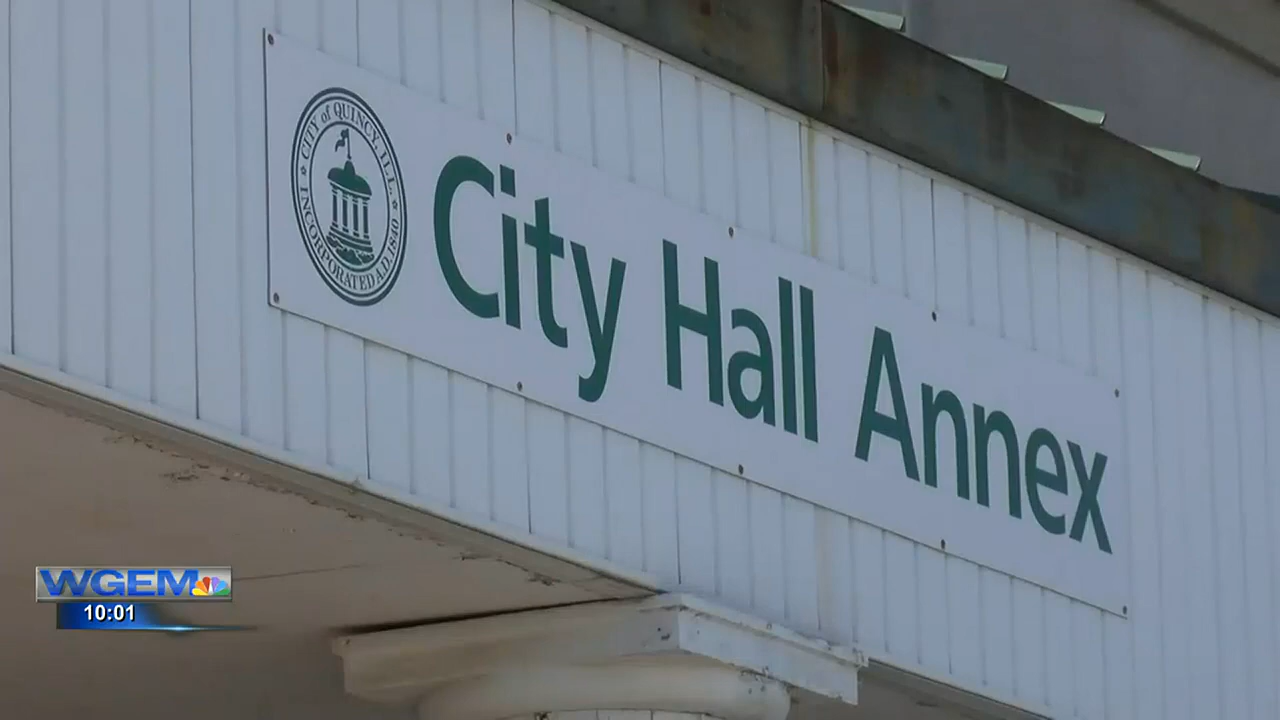 CITY of QUINCY, ILL.
INCORPORATED A.D. 1840
City Hall Annex
WGEM
10:01